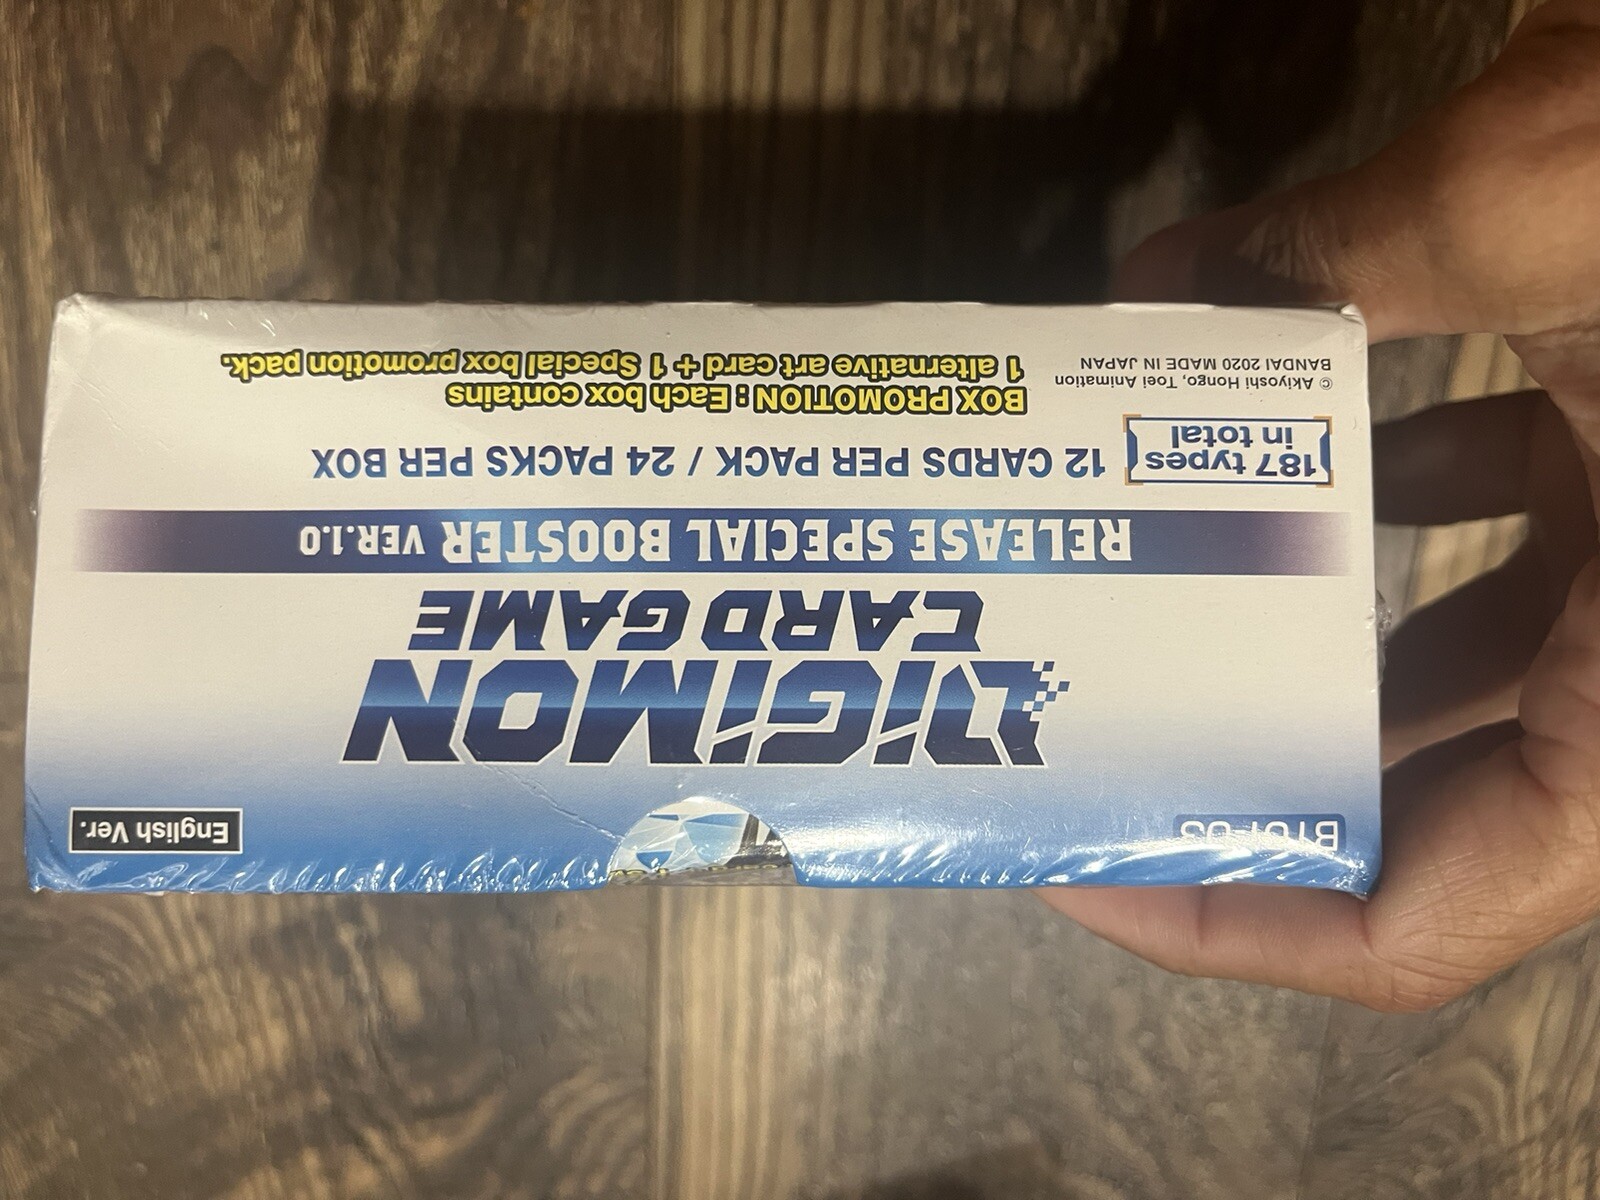 BT01-03
English Ver.
DIGIMON
CARD GAME
RELEASE SPECIAL BOOSTER VER.1.0
187 types
in total
12 CARDS PER PACK / 24 PACKS PER BOX
BOX PROMOTION : Each box contains
1 alternative art card + 1 Special box promotion pack.
© Akiyoshi Hongo, Toei Animation
BANDAI 2020 MADE IN JAPAN